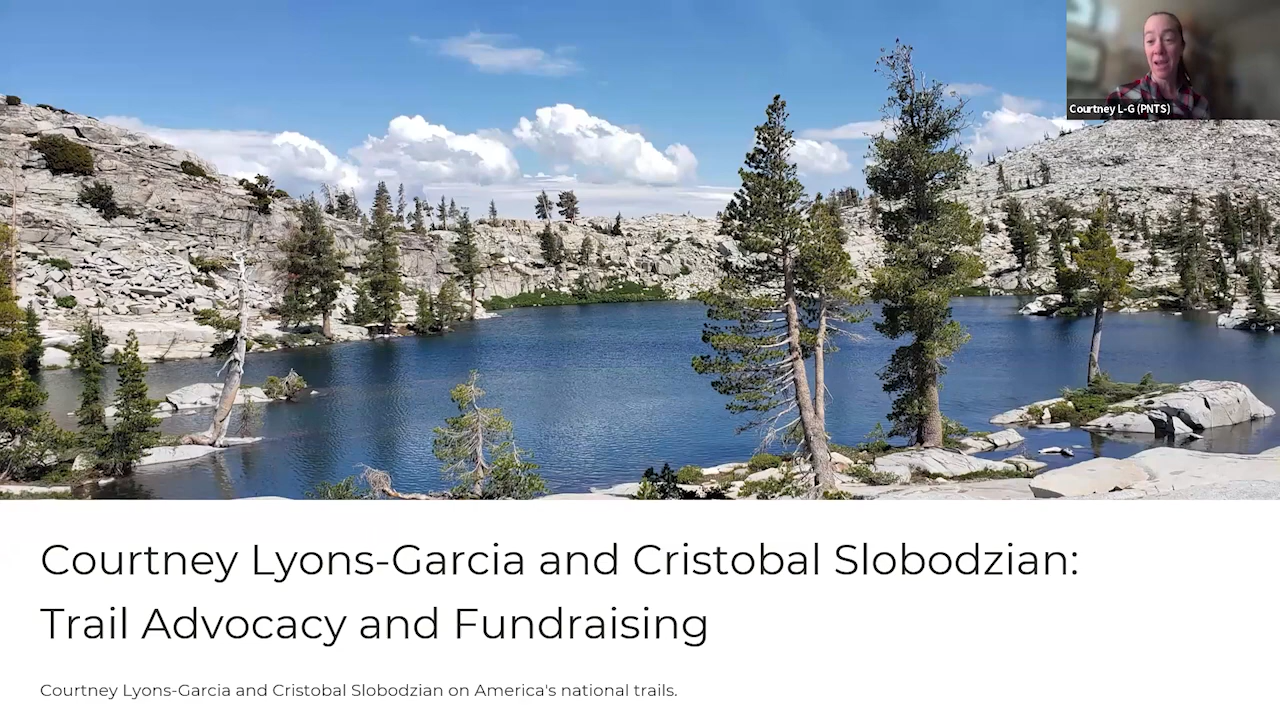 Courtney L-G (PNTS)
Courtney Lyons-Garcia and Cristobal Slobodzian:
Trail Advocacy and Fundraising
Courtney Lyons-Garcia and Cristobal Slobodzian on America's national trails.